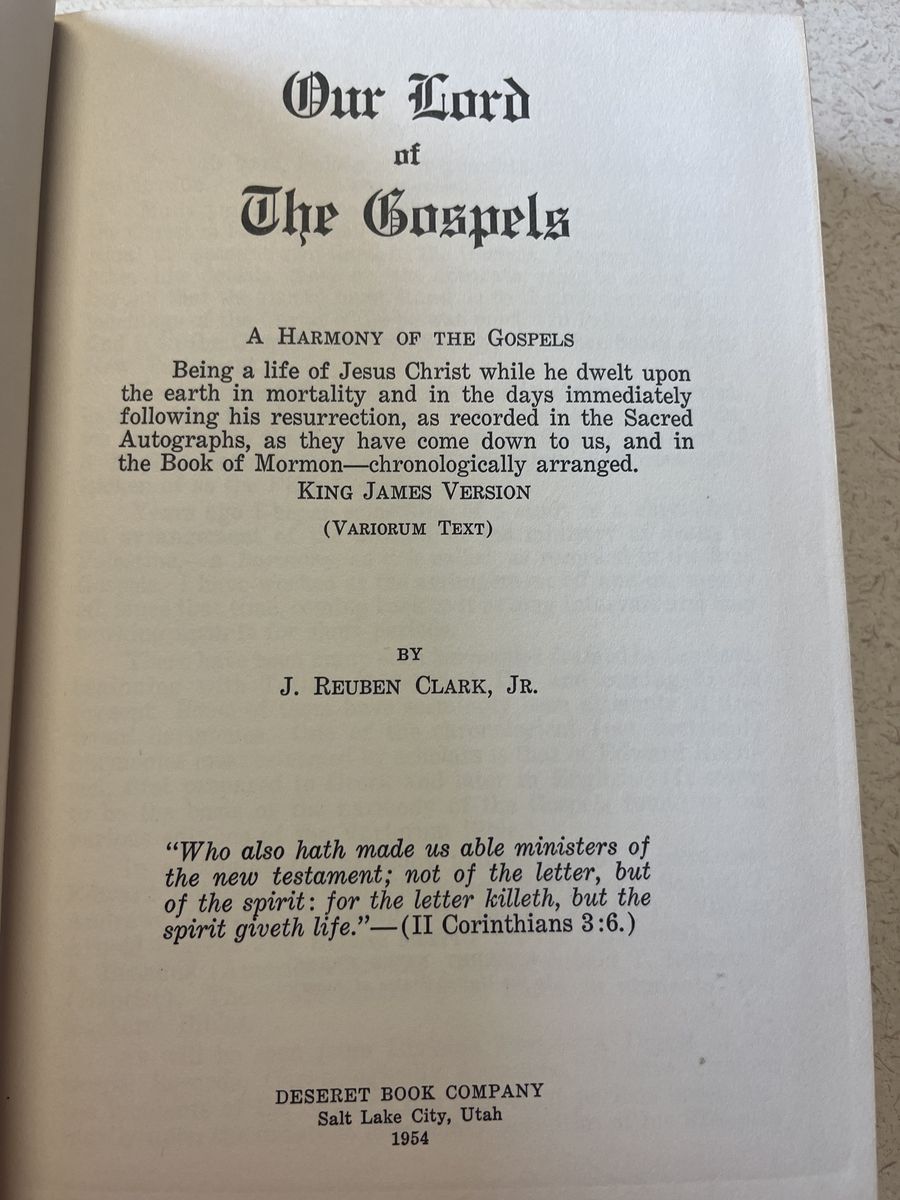 Our Lord
of
The Gospels
A HARMONY OF THE GOSPELS
Being a life of Jesus Christ while he dwelt upon
the earth in mortality and in the days immediately
following his resurrection, as recorded in the Sacred
Autographs, as they have come down to us, and in
the Book of Mormon—chronologically arranged.
KING JAMES VERSION
(VARIORUM TEXT)
BY
J. REUBEN CLARK, JR.
"Who also hath made us able ministers of
the new testament; not of the letter, but
of the spirit: for the letter killeth, but the
spirit giveth life."—(II Corinthians 3:6.)
DESERET BOOK COMPANY
Salt Lake City, Utah
1954